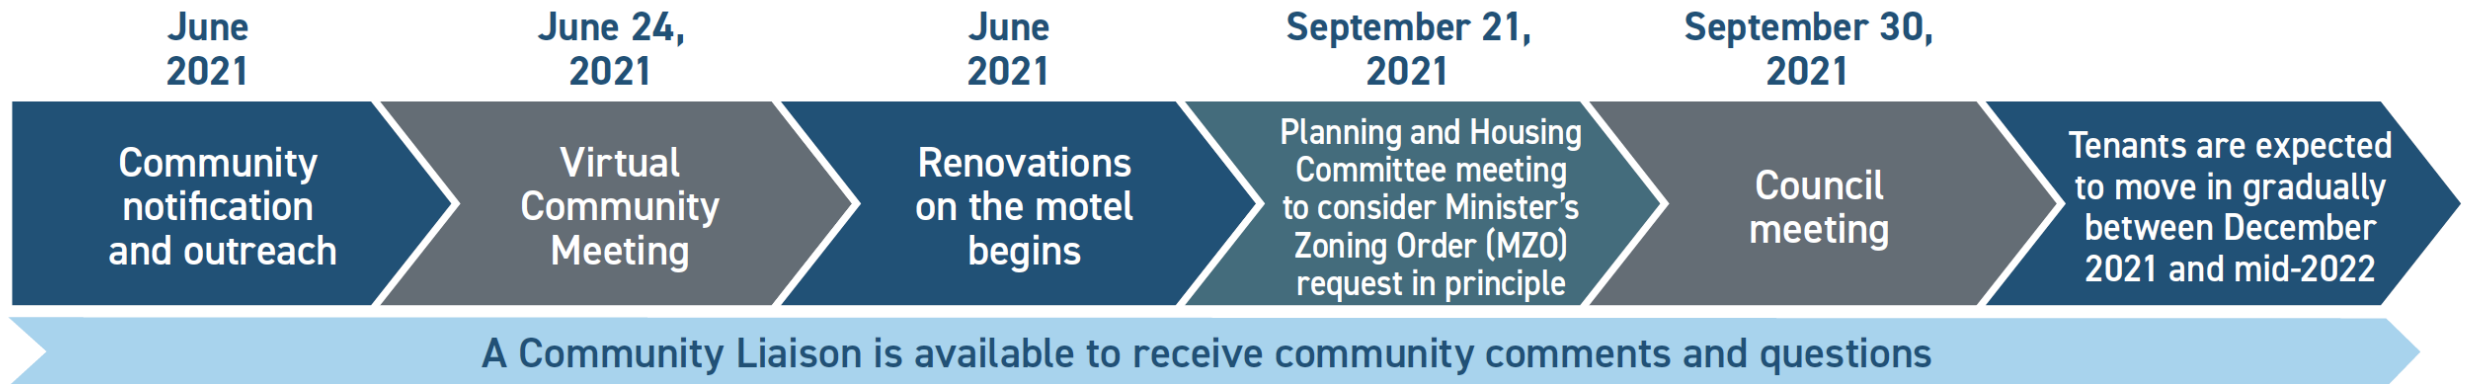 June
2021
June 24,
2021
June
2021
September 21,
2021
September 30,
2021
Community
notification
and outreach
Virtual
Community
Meeting
Renovations
on the motel
begins
Planning and Housing
Committee meeting
to consider Minister's
Zoning Order (MZO)
request in principle
Council
meeting
Tenants are expected
to move in gradually
between December
2021 and mid-2022
A Community Liaison is available to receive community comments and questions